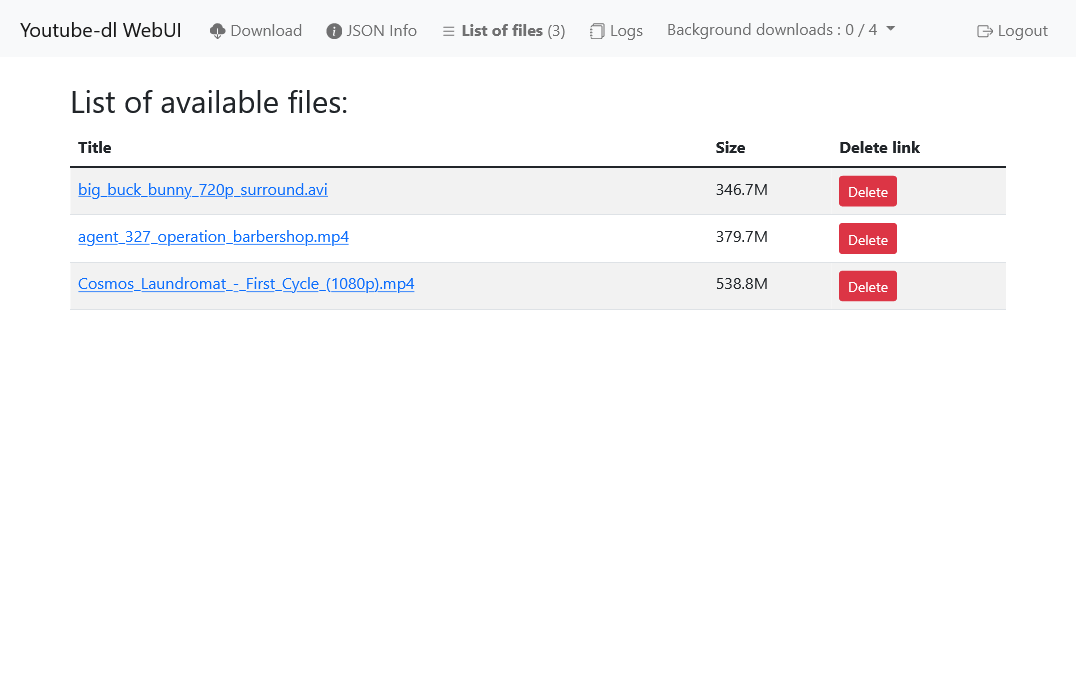 Youtube-dl WebUI Download JSON Info List of files (3) Logs Background downloads : 0 / 4 Logout
List of available files:
Title Size Delete link
big_buck_bunny_720p_surround.avi 346.7M Delete
agent_327_operation_barbershop.mp4 379.7M Delete
Cosmos_Laundromat_-_First_Cycle_(1080p).mp4 538.8M Delete